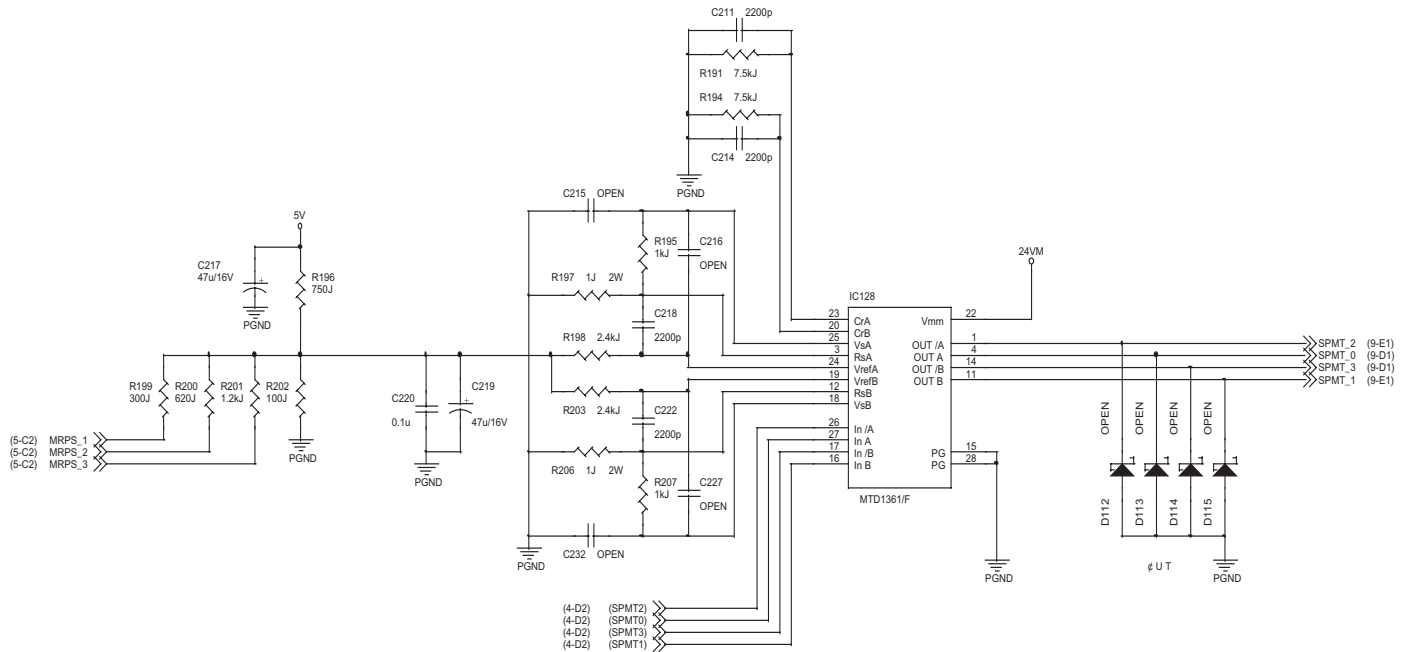 C211 2200p
R191 7.5kJ
R194 7.5kJ
C214 2200p
PGND
C215 OPEN
5V
C217
47u/16V
PGND
R196
750J
R195
1kJ
C216
OPEN
R197 1J 2W
C218
2200p
R198 2.4kJ
R203 2.4kJ
C222
2200p
R206 1J 2W
R207
1kJ
C227
OPEN
C232 OPEN
PGND
R199
300J
R200
620J
R201
1.2kJ
R202
100J
PGND
C220
0.1u
C219
47u/16V
PGND
(5-C2) MRPS_1
(5-C2) MRPS_2
(5-C2) MRPS_3
24VM
IC128
23 CrA Vmm 22
20 CrB
25 VsA OUT /A 1
3 RsA OUT A 4
24 VrefA OUT /B 14
19 VrefB OUT B 11
12 RsB
18 VsB
26 In /A
27 In A
17 In /B PG 15
16 In B PG 28
MTD1361/F
PGND
SPMT_2 (9-E1)
SPMT_0 (9-D1)
SPMT_3 (9-D1)
SPMT_1 (9-E1)
OPEN OPEN OPEN OPEN
D112 D113 D114 D115
¢ U T
PGND
(4-D2) (SPMT2)
(4-D2) (SPMT0)
(4-D2) (SPMT3)
(4-D2) (SPMT1)